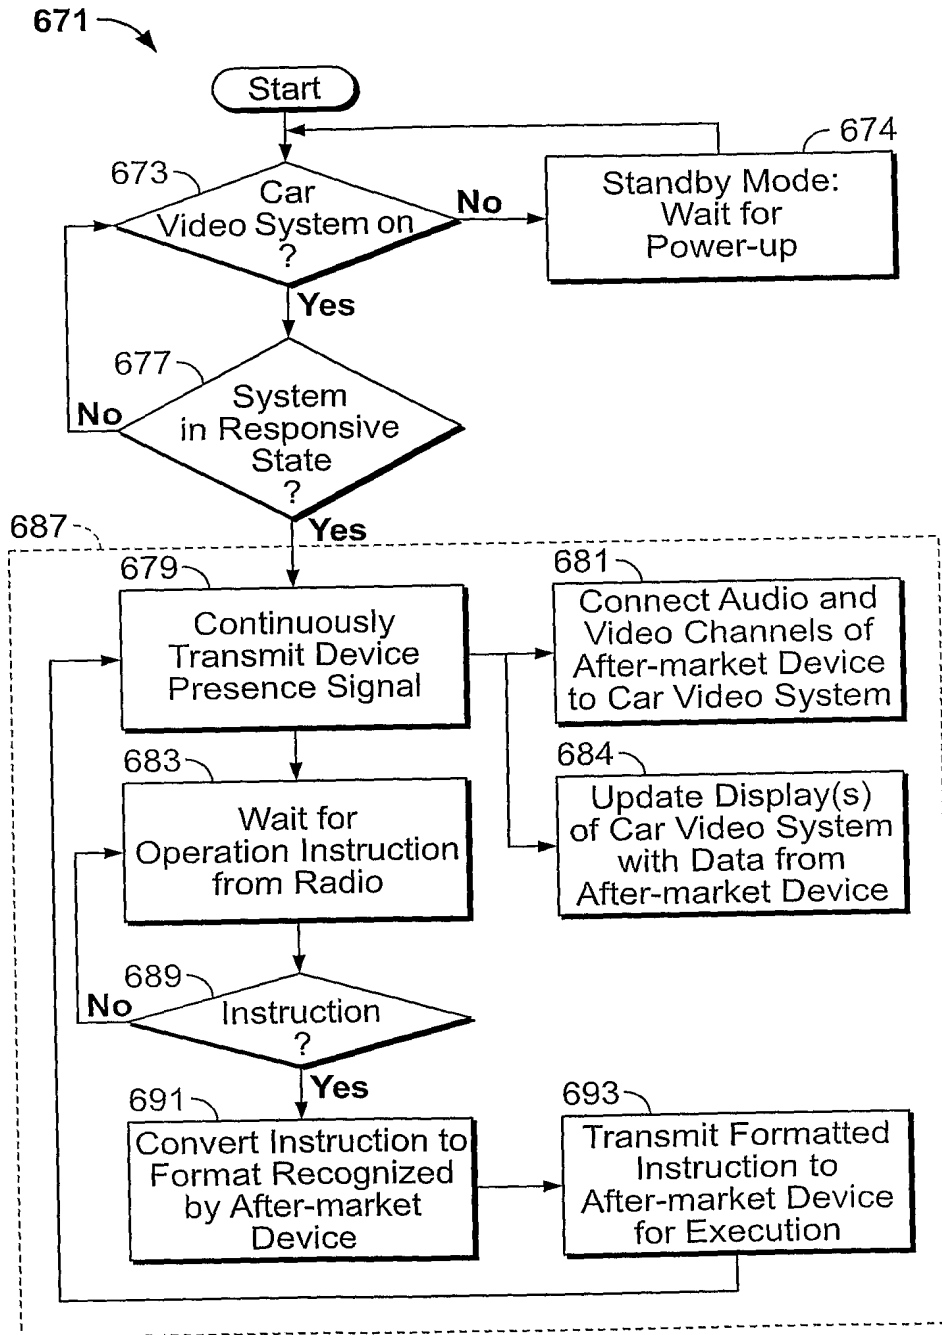 671
Start
674
673
Car
Video System on
?
No
Standby Mode:
Wait for
Power-up
Yes
677
System
in Responsive
State
?
No
Yes
687
679
Continuously
Transmit Device
Presence Signal
681
Connect Audio and
Video Channels of
After-market Device
to Car Video System
683
Wait for
Operation Instruction
from Radio
684
Update Display(s)
of Car Video System
with Data from
After-market Device
689
Instruction
?
No
Yes
691
Convert Instruction to
Format Recognized
by After-market
Device
693
Transmit Formatted
Instruction to
After-market Device
for Execution